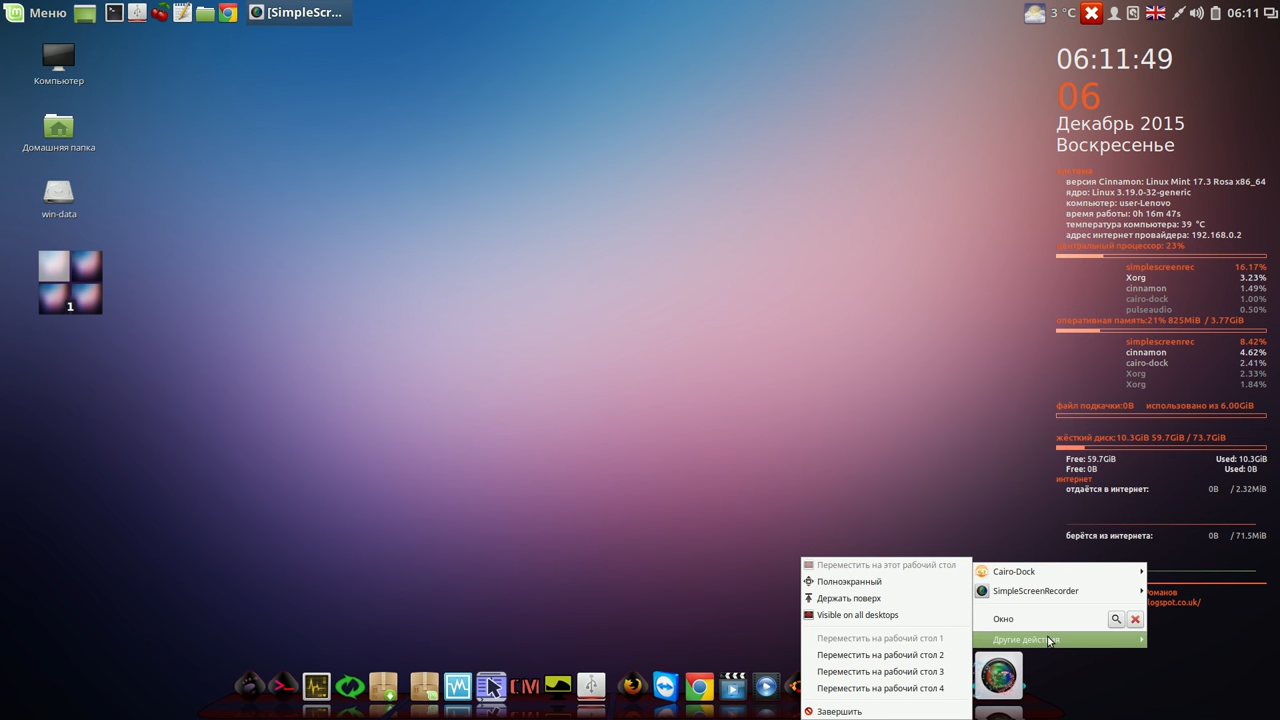 Меню
[SimpleScr...
3 °C
06:11
Компьютер
Домашняя папка
win-data
1
06:11:49
06
Декабрь 2015
Воскресенье
версия Cinnamon: Linux Mint 17.3 Rosa x86_64
ядро: Linux 3.19.0-32-generic
компьютер: user-Lenovo
время работы: 0h 16m 47s
температура компьютера: 39 °C
адрес интернет провайдера: 192.168.0.2
центральный процессор: 23%
simplescreenrec 16.17%
Xorg 3.23%
cinnamon 1.49%
cairo-dock 1.00%
pulseaudio 0.50%
оперативная память:21% 825MiB / 3.77GiB
simplescreenrec 8.42%
cinnamon 4.62%
cairo-dock 2.41%
Xorg 2.33%
Xorg 1.84%
файл подкачки:0B использовано из 6.00GiB
жёсткий диск:10.3GiB 59.7GiB / 73.7GiB
Free: 59.7GiB Used: 10.3GiB
Free: 0B Used: 0B
интернет
отдаётся в интернет: 0B / 2.32MiB
берётся из интернета: 0B / 71.5MiB
logspot.co.uk/
Cairo-Dock
SimpleScreenRecorder
Окно
Другие действия
Переместить на этот рабочий стол
Полноэкранный
Держать поверх
Visible on all desktops
Переместить на рабочий стол 1
Переместить на рабочий стол 2
Переместить на рабочий стол 3
Переместить на рабочий стол 4
Завершить